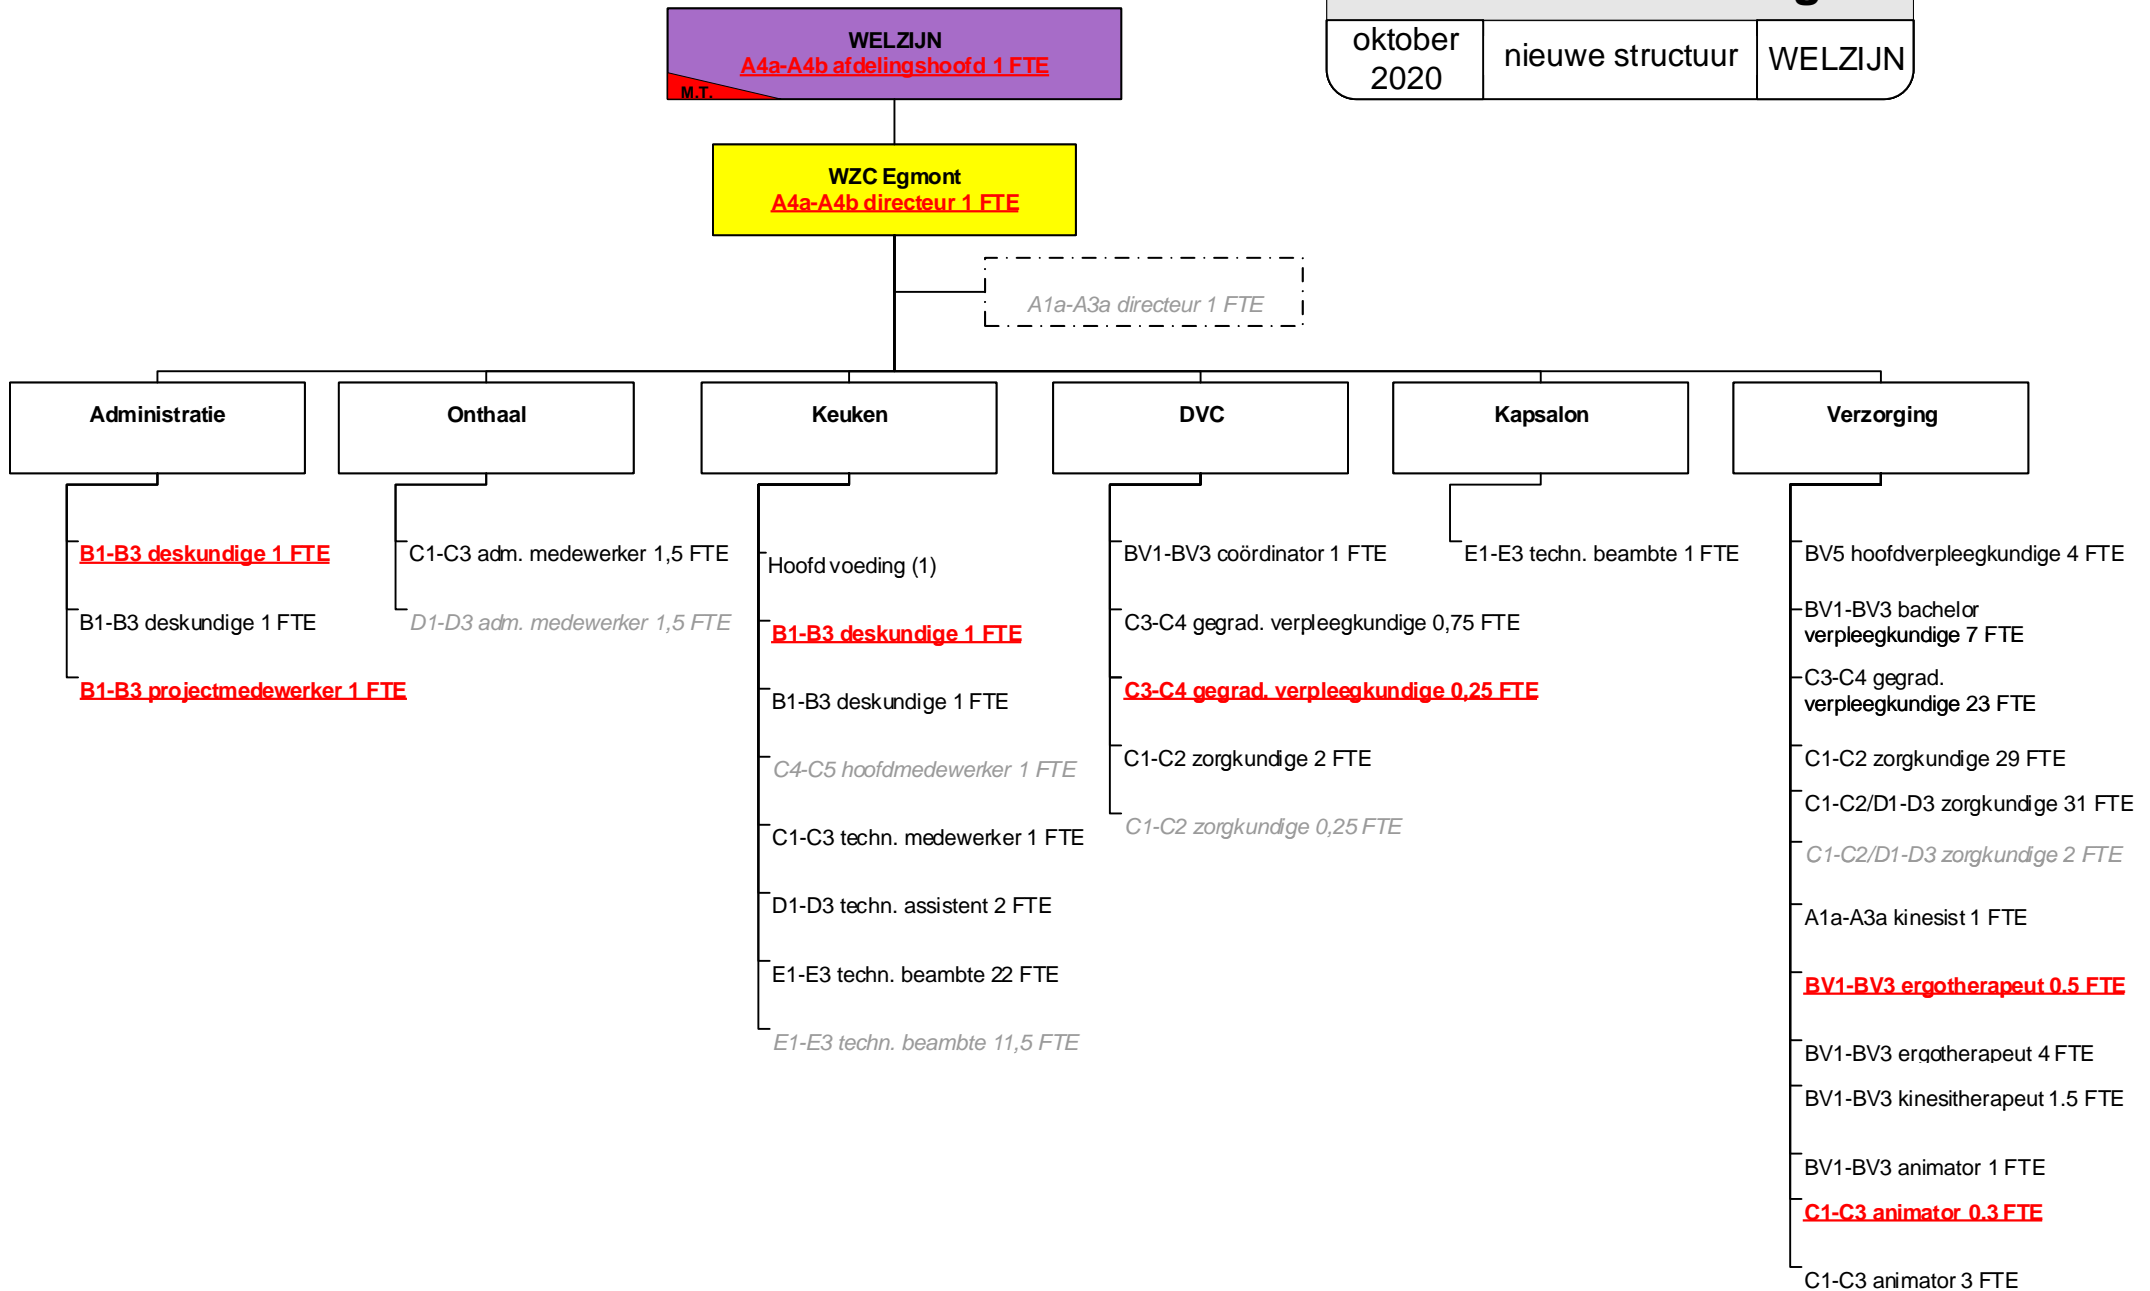 WELZIJN
A4a-A4b afdelingshoofd 1 FTE
M.T.
oktober
2020
nieuwe structuur
WELZIJN
WZC Egmont
A4a-A4b directeur 1 FTE
A1a-A3a directeur 1 FTE
Administratie
B1-B3 deskundige 1 FTE
B1-B3 deskundige 1 FTE
B1-B3 projectmedewerker 1 FTE
Onthaal
C1-C3 adm. medewerker 1,5 FTE
D1-D3 adm. medewerker 1,5 FTE
Keuken
Hoofd voeding (1)
B1-B3 deskundige 1 FTE
B1-B3 deskundige 1 FTE
C4-C5 hoofdmedewerker 1 FTE
C1-C3 techn. medewerker 1 FTE
D1-D3 techn. assistent 2 FTE
E1-E3 techn. beambte 22 FTE
E1-E3 techn. beambte 11,5 FTE
DVC
BV1-BV3 coördinator 1 FTE
C3-C4 gegrad. verpleegkundige 0,75 FTE
C3-C4 gegrad. verpleegkundige 0,25 FTE
C1-C2 zorgkundige 2 FTE
C1-C2 zorgkundige 0,25 FTE
Kapsalon
E1-E3 techn. beambte 1 FTE
Verzorging
BV5 hoofdverpleegkundige 4 FTE
BV1-BV3 bachelor
verpleegkundige 7 FTE
C3-C4 gegrad.
verpleegkundige 23 FTE
C1-C2 zorgkundige 29 FTE
C1-C2/D1-D3 zorgkundige 31 FTE
C1-C2/D1-D3 zorgkundige 2 FTE
A1a-A3a kinesist 1 FTE
BV1-BV3 ergotherapeut 0.5 FTE
BV1-BV3 ergotherapeut 4 FTE
BV1-BV3 kinesitherapeut 1.5 FTE
BV1-BV3 animator 1 FTE
C1-C3 animator 0.3 FTE
C1-C3 animator 3 FTE